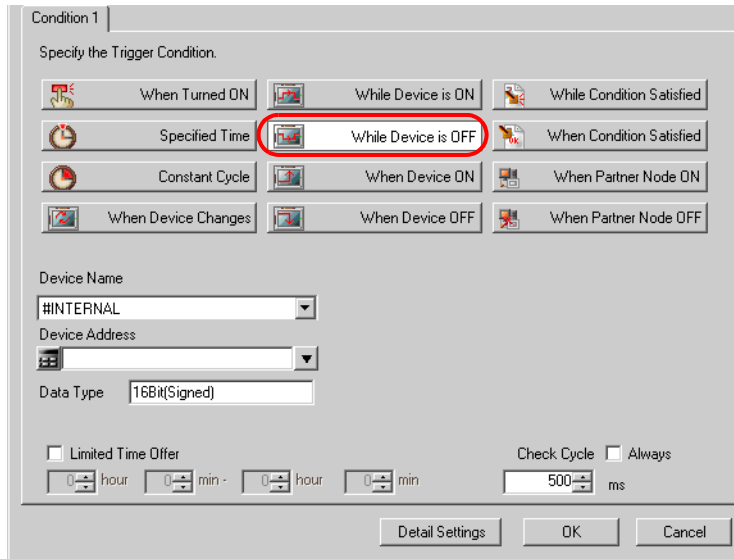 Condition 1
Specify the Trigger Condition.
When Turned ON While Device is ON While Condition Satisfied
Specified Time While Device is OFF When Condition Satisfied
Constant Cycle When Device ON When Partner Node ON
When Device Changes When Device OFF When Partner Node OFF
Device Name
#INTERNAL
Device Address
Data Type 16Bit(Signed)
Limited Time Offer Check Cycle Always
0 hour 0 min - 0 hour 0 min 500 ms
Detail Settings OK Cancel